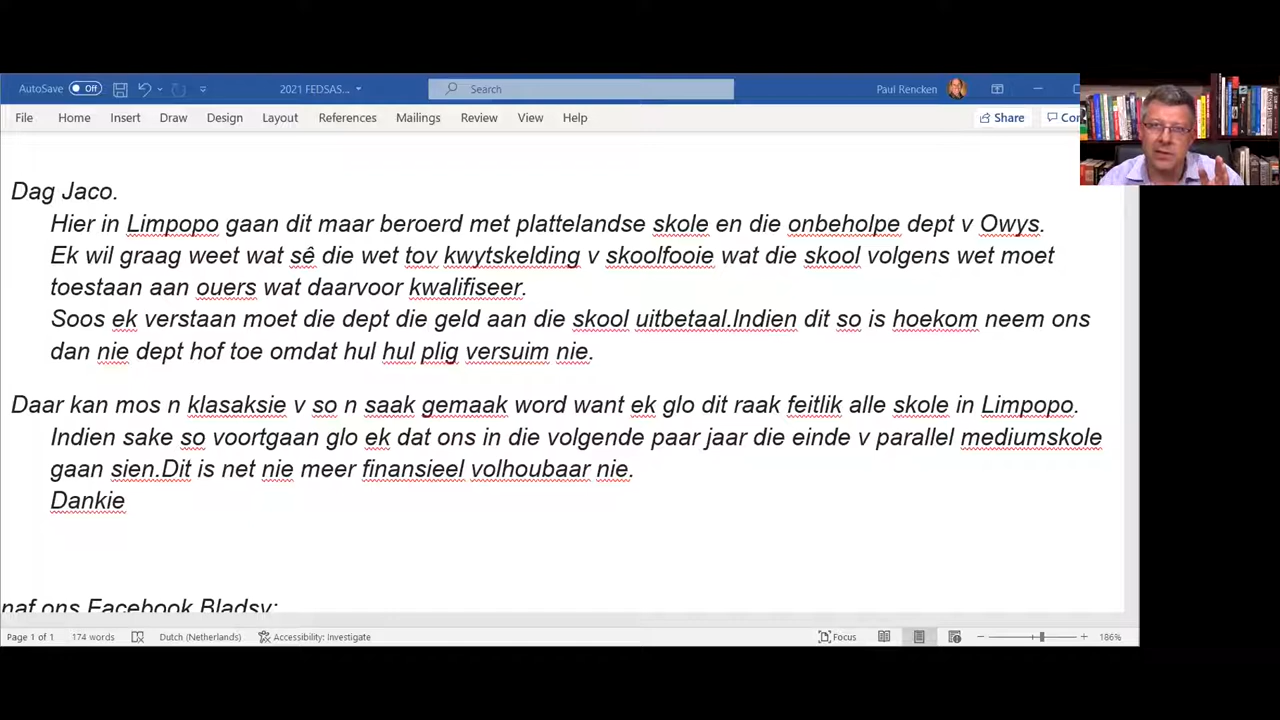 AutoSave Off 2021 FEDSAS... Search Paul Rencken
File Home Insert Draw Design Layout References Mailings Review View Help Share
Dag Jaco.
Hier in Limpopo gaan dit maar beroerd met plattelandse skole en die onbeholpe dept v Owys.
Ek wil graag weet wat sê die wet tov kwytskelding v skoolfooie wat die skool volgens wet moet
toestaan aan ouers wat daarvoor kwalifiseer.
Soos ek verstaan moet die dept die geld aan die skool uitbetaal.Indien dit so is hoekom neem ons
dan nie dept hof toe omdat hul hul plig versuim nie.
Daar kan mos n klasaksie v so n saak gemaak word want ek glo dit raak feitlik alle skole in Limpopo.
Indien sake so voortgaan glo ek dat ons in die volgende paar jaar die einde v parallel mediumskole
gaan sien.Dit is net nie meer finansieel volhoubaar nie.
Dankie
naf ons Facebook Bladsy:
Page 1 of 1 174 words Dutch (Netherlands) Accessibility: Investigate Focus 186%